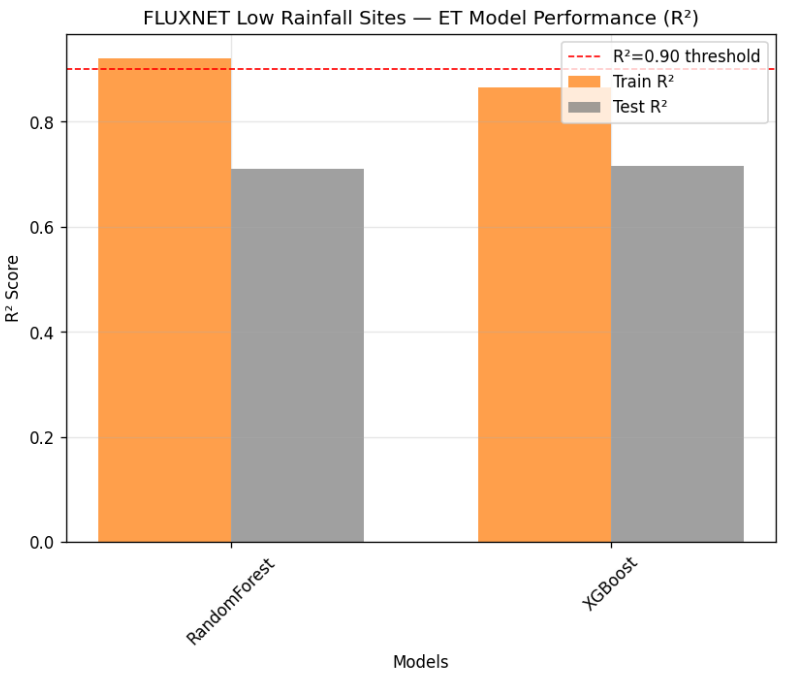 FLUXNET Low Rainfall Sites — ET Model Performance (R²)
R²=0.90 threshold
Train R²
Test R²
R² Score
0.8
0.6
0.4
0.2
0.0
RandomForest
XGBoost
Models